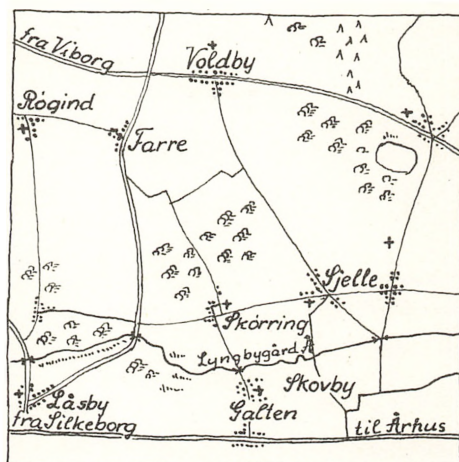 fra Viborg
Voldby
Røgind
Farre
Sjelle
Skørring
Lyngbygård Å
Skovby
Låsby
Galten
fra Silkeborg
til Århus